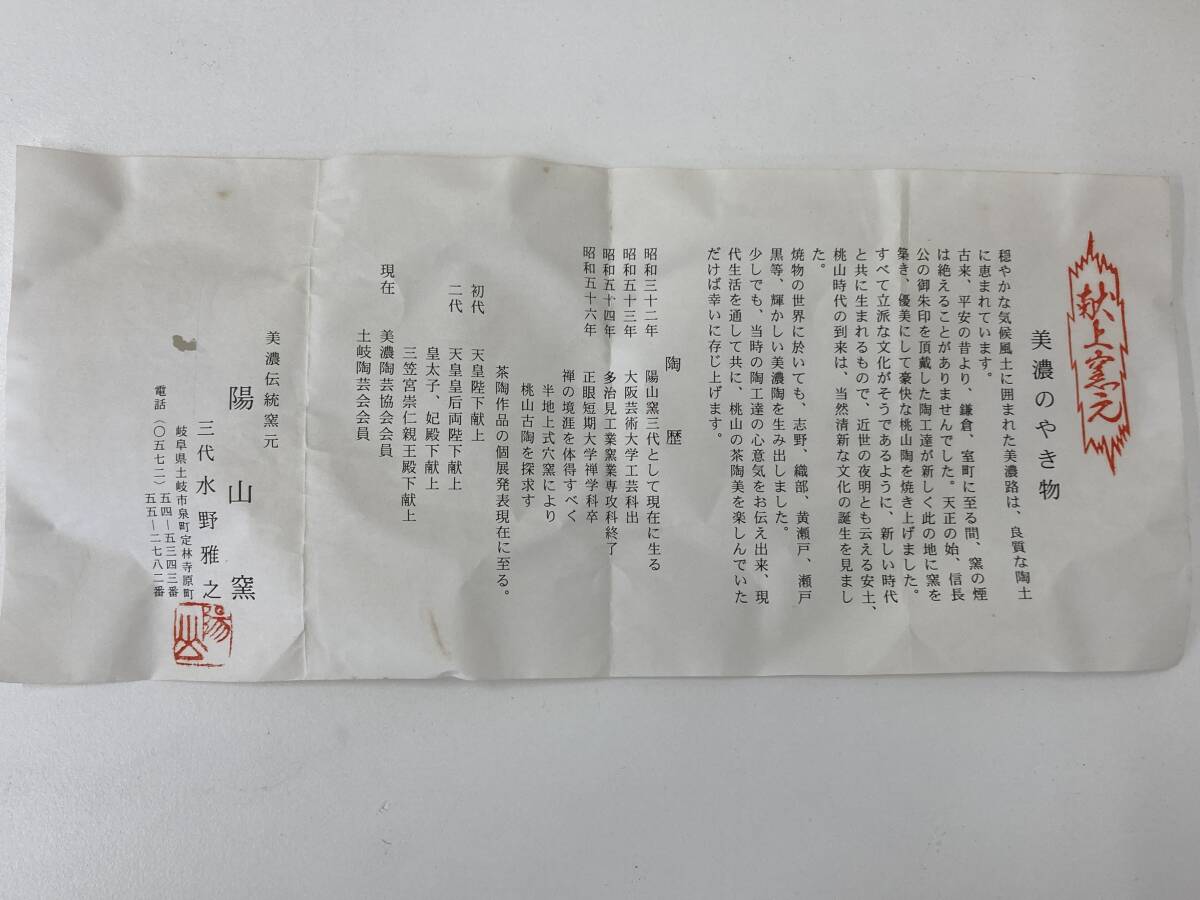 献上窯元
美濃のやき物
穏やかな気候風土に囲まれた美濃路は、良質な陶土
に恵まれています。
古来、平安の昔より、鎌倉、室町に至る間、窯の煙
は絶えることがありませんでした。天正の始、信長
公の御朱印を頂戴した陶工達が新しく此の地に窯を
築き、優美にして豪快な桃山陶を焼き上げました。
すべて立派な文化がそうであるように、新しい時代
と共に生まれるもので、近世の夜明とも云える安土、
桃山時代の到来は、当然清新な文化の誕生を見まし
た。
焼物の世界に於いても、志野、織部、黄瀬戸、瀬戸
黒等、輝かしい美濃陶を生み出しました。
少しでも、当時の陶工達の心意気をお伝え出来、現
代生活を通して共に、桃山の茶陶美を楽しんでいた
だけば幸いに存じ上げます。
陶歴
昭和三十二年 陽山窯三代として現在に生る
昭和五十三年 大阪芸術大学工芸科出
昭和五十四年 多治見工業窯業専攻科終了
昭和五十六年 正眼短期大学禅学科卒
禅の境涯を体得すべく
半地上式穴窯により
桃山古陶を探求す
茶陶作品の個展発表現在に至る。
初代 天皇陛下献上
二代 天皇皇后両陛下献上
皇太子、妃殿下献上
三笠宮崇仁親王殿下献上
現在 美濃陶芸協会会員
土岐陶芸会会員
美濃伝統窯元
陽山窯
三代水野雅之
岐阜県土岐市泉町定林寺原町
電話(〇五七二)五四―五三四三番
五五―二七八二番
陽山